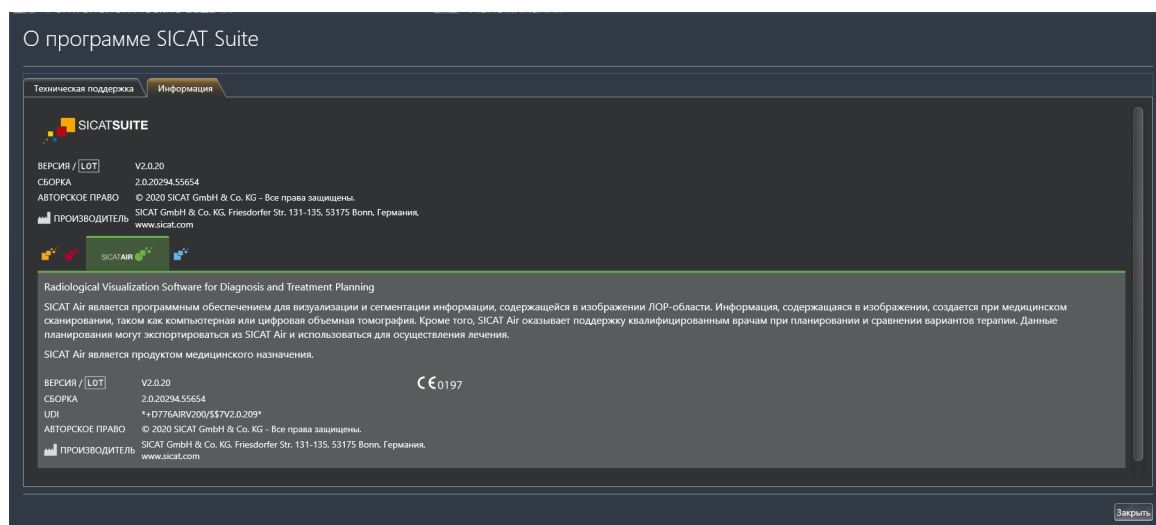 О программе SICAT Suite
Техническая поддержка
Информация
SICATSUITE
ВЕРСИЯ / LOT V2.0.20
СБОРКА 2.0.20294.55654
АВТОРСКОЕ ПРАВО © 2020 SICAT GmbH & Co. KG - Все права защищены.
ПРОИЗВОДИТЕЛЬ SICAT GmbH & Co. KG, Friesdorfer Str. 131-135, 53175 Bonn, Германия,
www.sicat.com
SICATAIR
Radiological Visualization Software for Diagnosis and Treatment Planning
SICAT Air является программным обеспечением для визуализации и сегментации информации, содержащейся в изображении ЛОР-области. Информация, содержащаяся в изображении, создается при медицинском
сканировании, таком как компьютерная или цифровая объемная томография. Кроме того, SICAT Air оказывает поддержку квалифицированным врачам при планировании и сравнении вариантов терапии. Данные
планирования могут экспортироваться из SICAT Air и использоваться для осуществления лечения.
SICAT Air является продуктом медицинского назначения.
ВЕРСИЯ / LOT V2.0.20 CE0197
СБОРКА 2.0.20294.55654
UDI *+D776AIRV200/$$7V2.0.209*
АВТОРСКОЕ ПРАВО © 2020 SICAT GmbH & Co. KG - Все права защищены.
ПРОИЗВОДИТЕЛЬ SICAT GmbH & Co. KG, Friesdorfer Str. 131-135, 53175 Bonn, Германия,
www.sicat.com
Закрыть